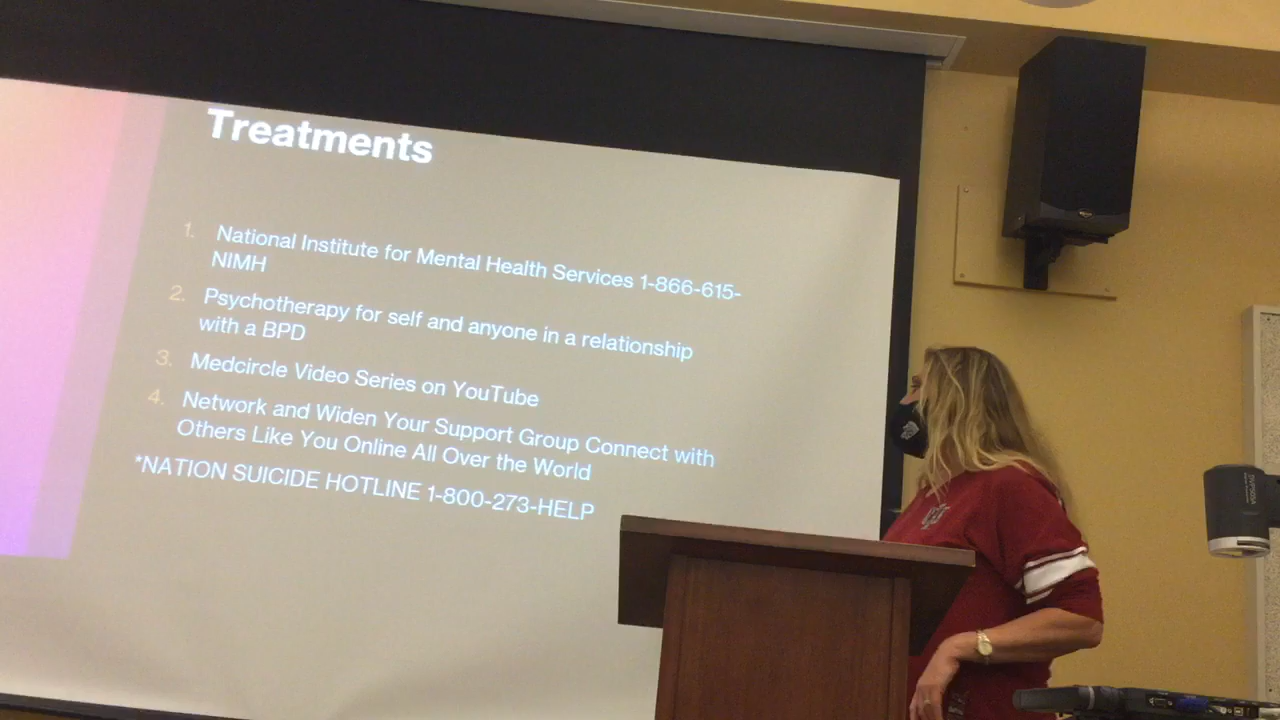 Treatments
1. National Institute for Mental Health Services 1-866-615-
NIMH
2. Psychotherapy for self and anyone in a relationship
with a BPD
3. Medcircle Video Series on YouTube
4. Network and Widen Your Support Group Connect with
Others Like You Online All Over the World
*NATION SUICIDE HOTLINE 1-800-273-HELP